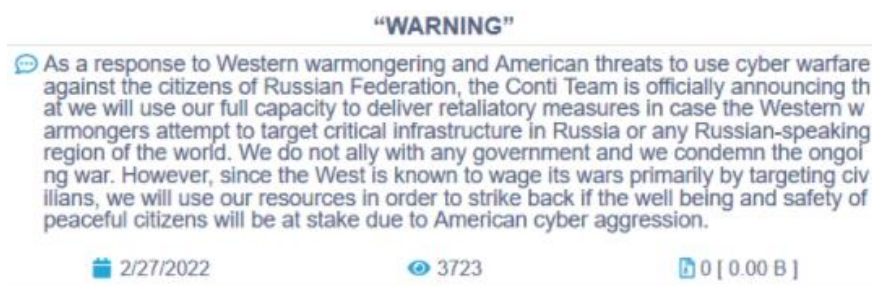 “WARNING”
As a response to Western warmongering and American threats to use cyber warfare
against the citizens of Russian Federation, the Conti Team is officially announcing th
at we will use our full capacity to deliver retaliatory measures in case the Western w
armongers attempt to target critical infrastructure in Russia or any Russian-speaking
region of the world. We do not ally with any government and we condemn the ongoi
ng war. However, since the West is known to wage its wars primarily by targeting civ
ilians, we will use our resources in order to strike back if the well being and safety of
peaceful citizens will be at stake due to American cyber aggression.
2/27/2022 3723 0 [ 0.00 B ]